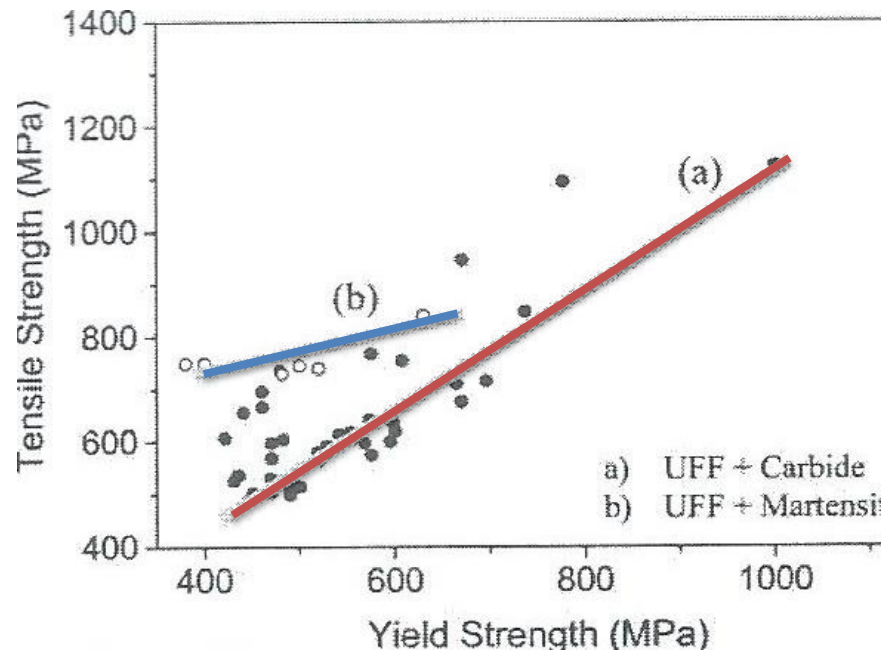 Tensile Strength (MPa)
1400
1200
1000
800
600
400
(a)
(b)
a) UFF + Carbide
b) UFF + Martensit
400
600
800
1000
Yield Strength (MPa)